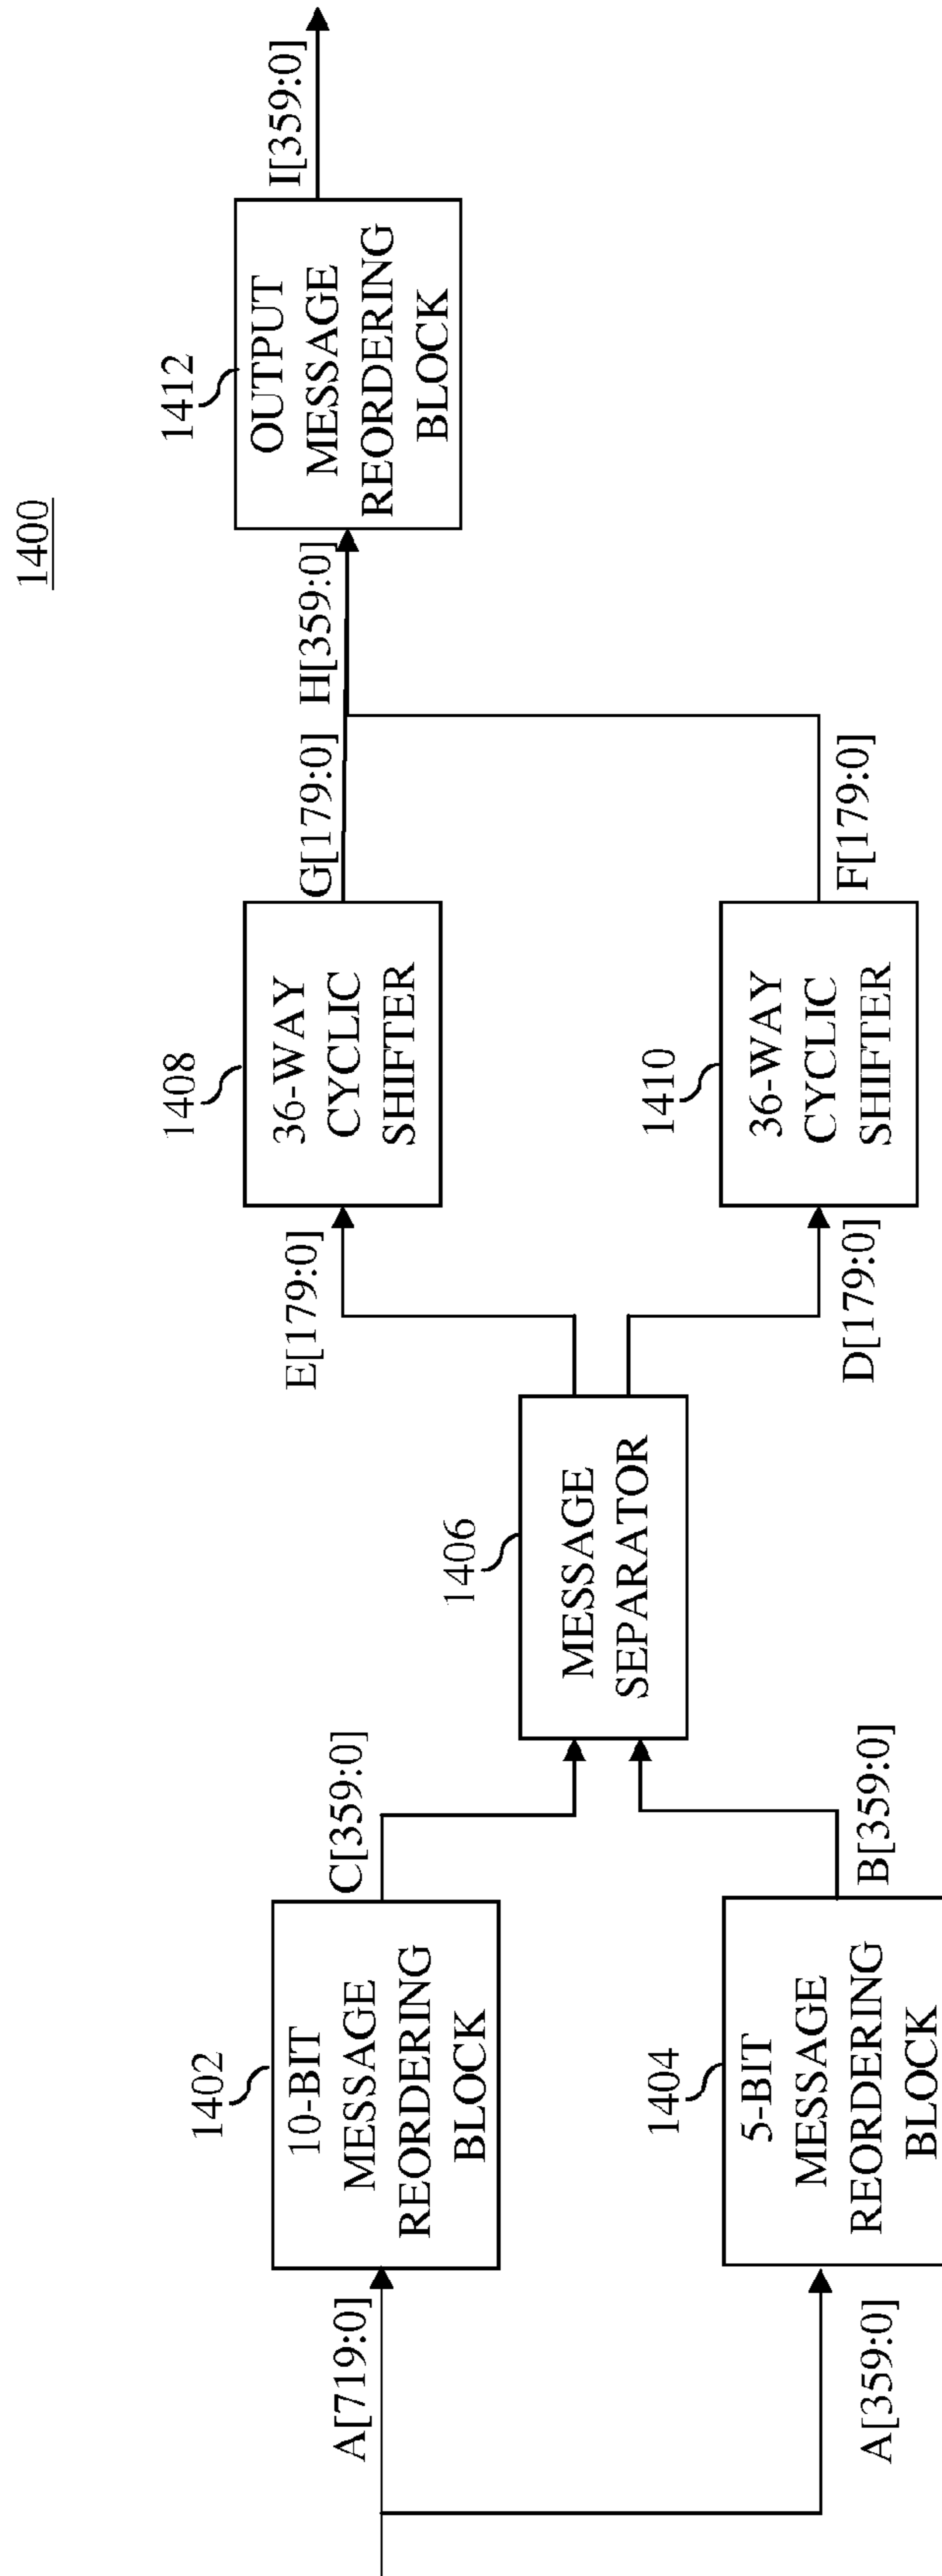 1400
A[719:0]
1402
10-BIT
MESSAGE
REORDERING
BLOCK
C[359:0]
A[359:0]
1404
5-BIT
MESSAGE
REORDERING
BLOCK
B[359:0]
1406
MESSAGE
SEPARATOR
E[179:0]
1408
36-WAY
CYCLIC
SHIFTER
G[179:0]
D[179:0]
1410
36-WAY
CYCLIC
SHIFTER
F[179:0]
H[359:0]
1412
OUTPUT
MESSAGE
REORDERING
BLOCK
I[359:0]